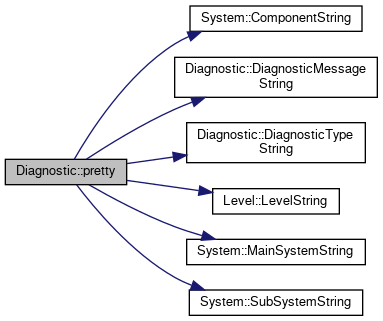 System::ComponentString
Diagnostic::DiagnosticMessage
String
Diagnostic::DiagnosticType
String
Diagnostic::pretty
Level::LevelString
System::MainSystemString
System::SubSystemString